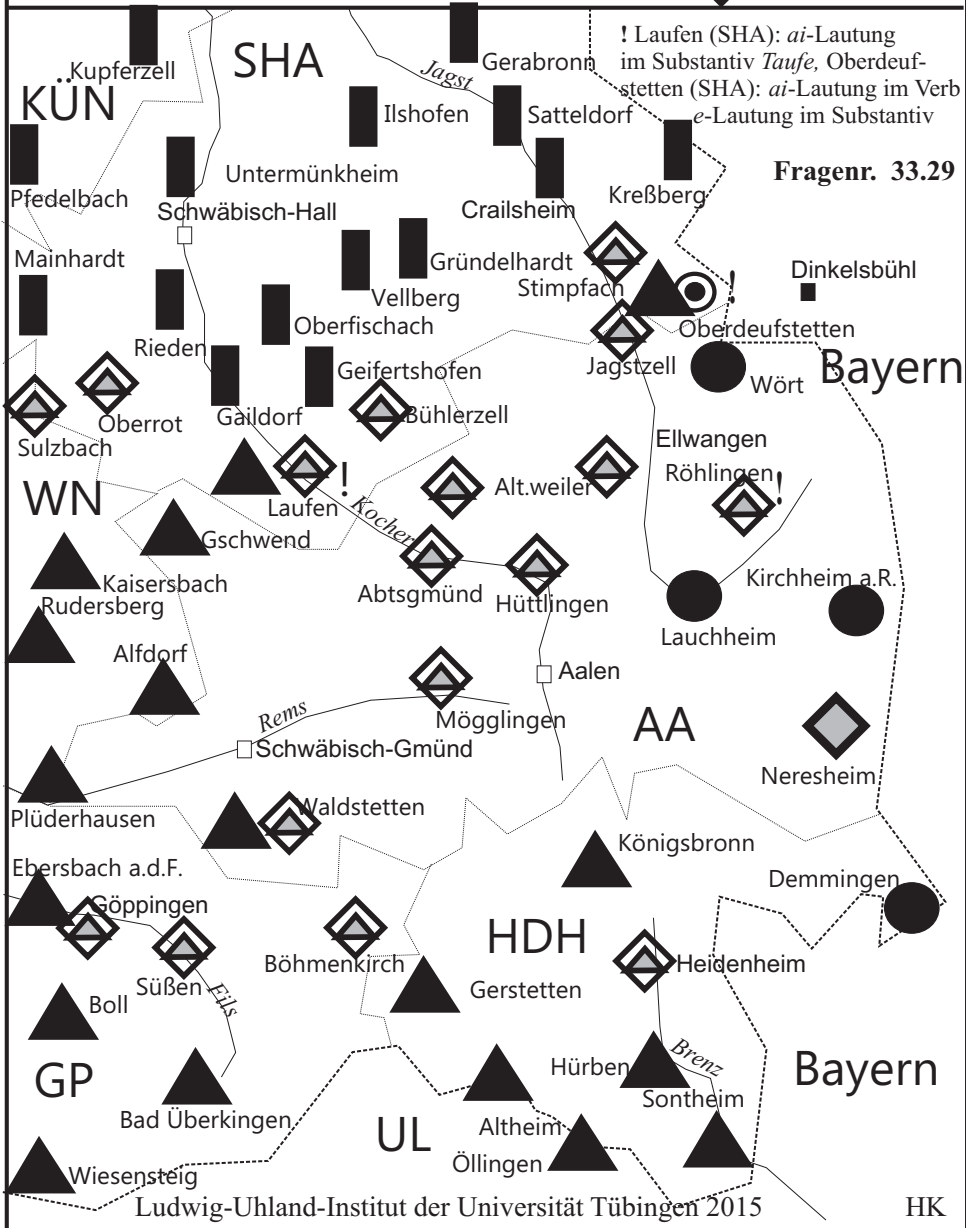 ! Laufen (SHA): ai-Lautung
im Substantiv Taufe, Oberdeuf-
stetten (SHA): ai-Lautung im Verb
e-Lautung im Substantiv
Fragenr. 33.29
SHA
Gerabronn
Kupferzell
Jagst
KÜN
Ilshofen
Satteldorf
Untermünkheim
Pfedelbach
Kreßberg
Schwäbisch-Hall
Crailsheim
Mainhardt
Gründelhardt
Stimpfach
!
Dinkelsbühl
Vellberg
Oberfischach
Oberdeufstetten
Rieden
Geifertshofen
Jagstzell
Bayern
Wört
Gaildorf
Bühlerzell
Oberrot
Sulzbach
Ellwangen
Röhlingen
!
WN
!
Alt.weiler
Laufen
Kocher
Gschwend
Kaisersbach
Abtsgmünd
Hüttlingen
Kirchheim a.R.
Rudersberg
Lauchheim
Alfdorf
Aalen
Rems
Mögglingen
AA
Schwäbisch-Gmünd
Neresheim
Plüderhausen
Waldstetten
Königsbronn
Ebersbach a.d.F.
Demmingen
Göppingen
HDH
Böhmenkirch
Heidenheim
Süßen
Gerstetten
Boll
Fils
Hürben
Brenz
Bayern
GP
Sontheim
Bad Überkingen
UL
Altheim
Öllingen
Wiesensteig
Ludwig-Uhland-Institut der Universität Tübingen 2015
HK